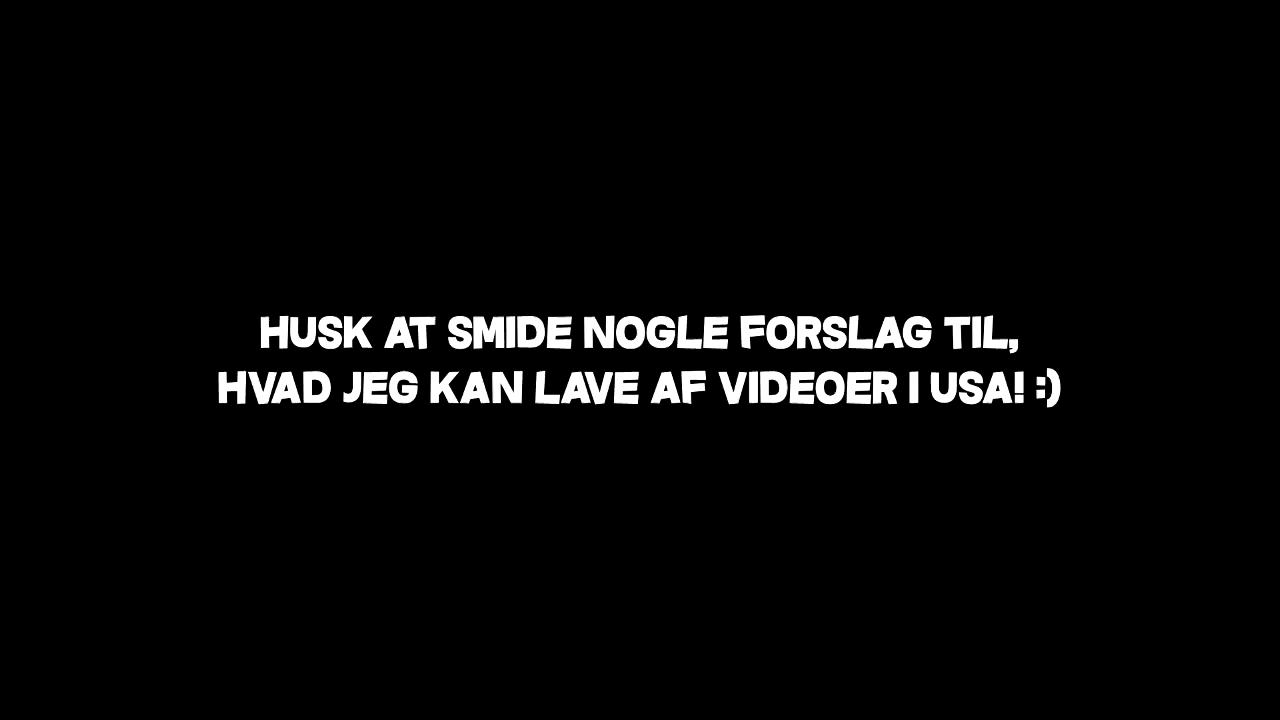 HUSK AT SMIDE NOGLE FORSLAG TIL,
HVAD JEG KAN LAVE AF VIDEOER I USA! :)